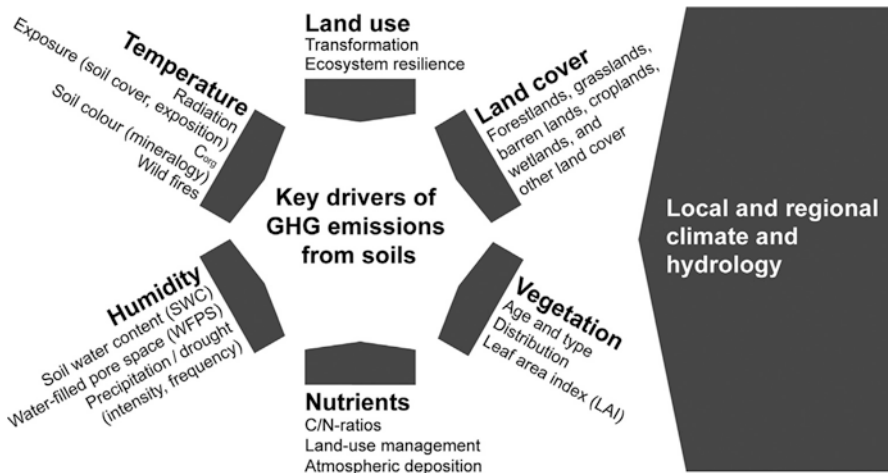 Land use
Transformation
Ecosystem resilience
Temperature
Radiation
Exposure (soil cover, exposition)
Corg
Soil colour (mineralogy)
Wild fires
Land cover
Forestlands, grasslands,
barren lands, croplands,
wetlands, and
other land cover
Key drivers of
GHG emissions
from soils
Local and regional
climate and
hydrology
Humidity
Soil water content (SWC)
Water-filled pore space (WFPS)
Precipitation / drought
(intensity, frequency)
Vegetation
Age and type
Distribution
Leaf area index (LAI)
Nutrients
C/N-ratios
Land-use management
Atmospheric deposition